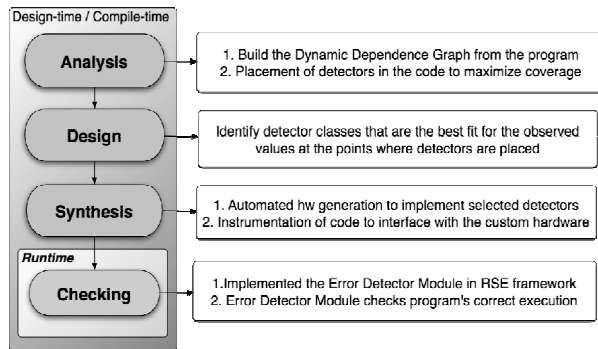 Design-time / Compile-time
Analysis
1. Build the Dynamic Dependence Graph from the program
2. Placement of detectors in the code to maximize coverage
Design
Identify detector classes that are the best fit for the observed
values at the points where detectors are placed
Synthesis
1. Automated hw generation to implement selected detectors
2. Instrumentation of code to interface with the custom hardware
Runtime
Checking
1.Implemented the Error Detector Module in RSE framework
2. Error Detector Module checks program's correct execution